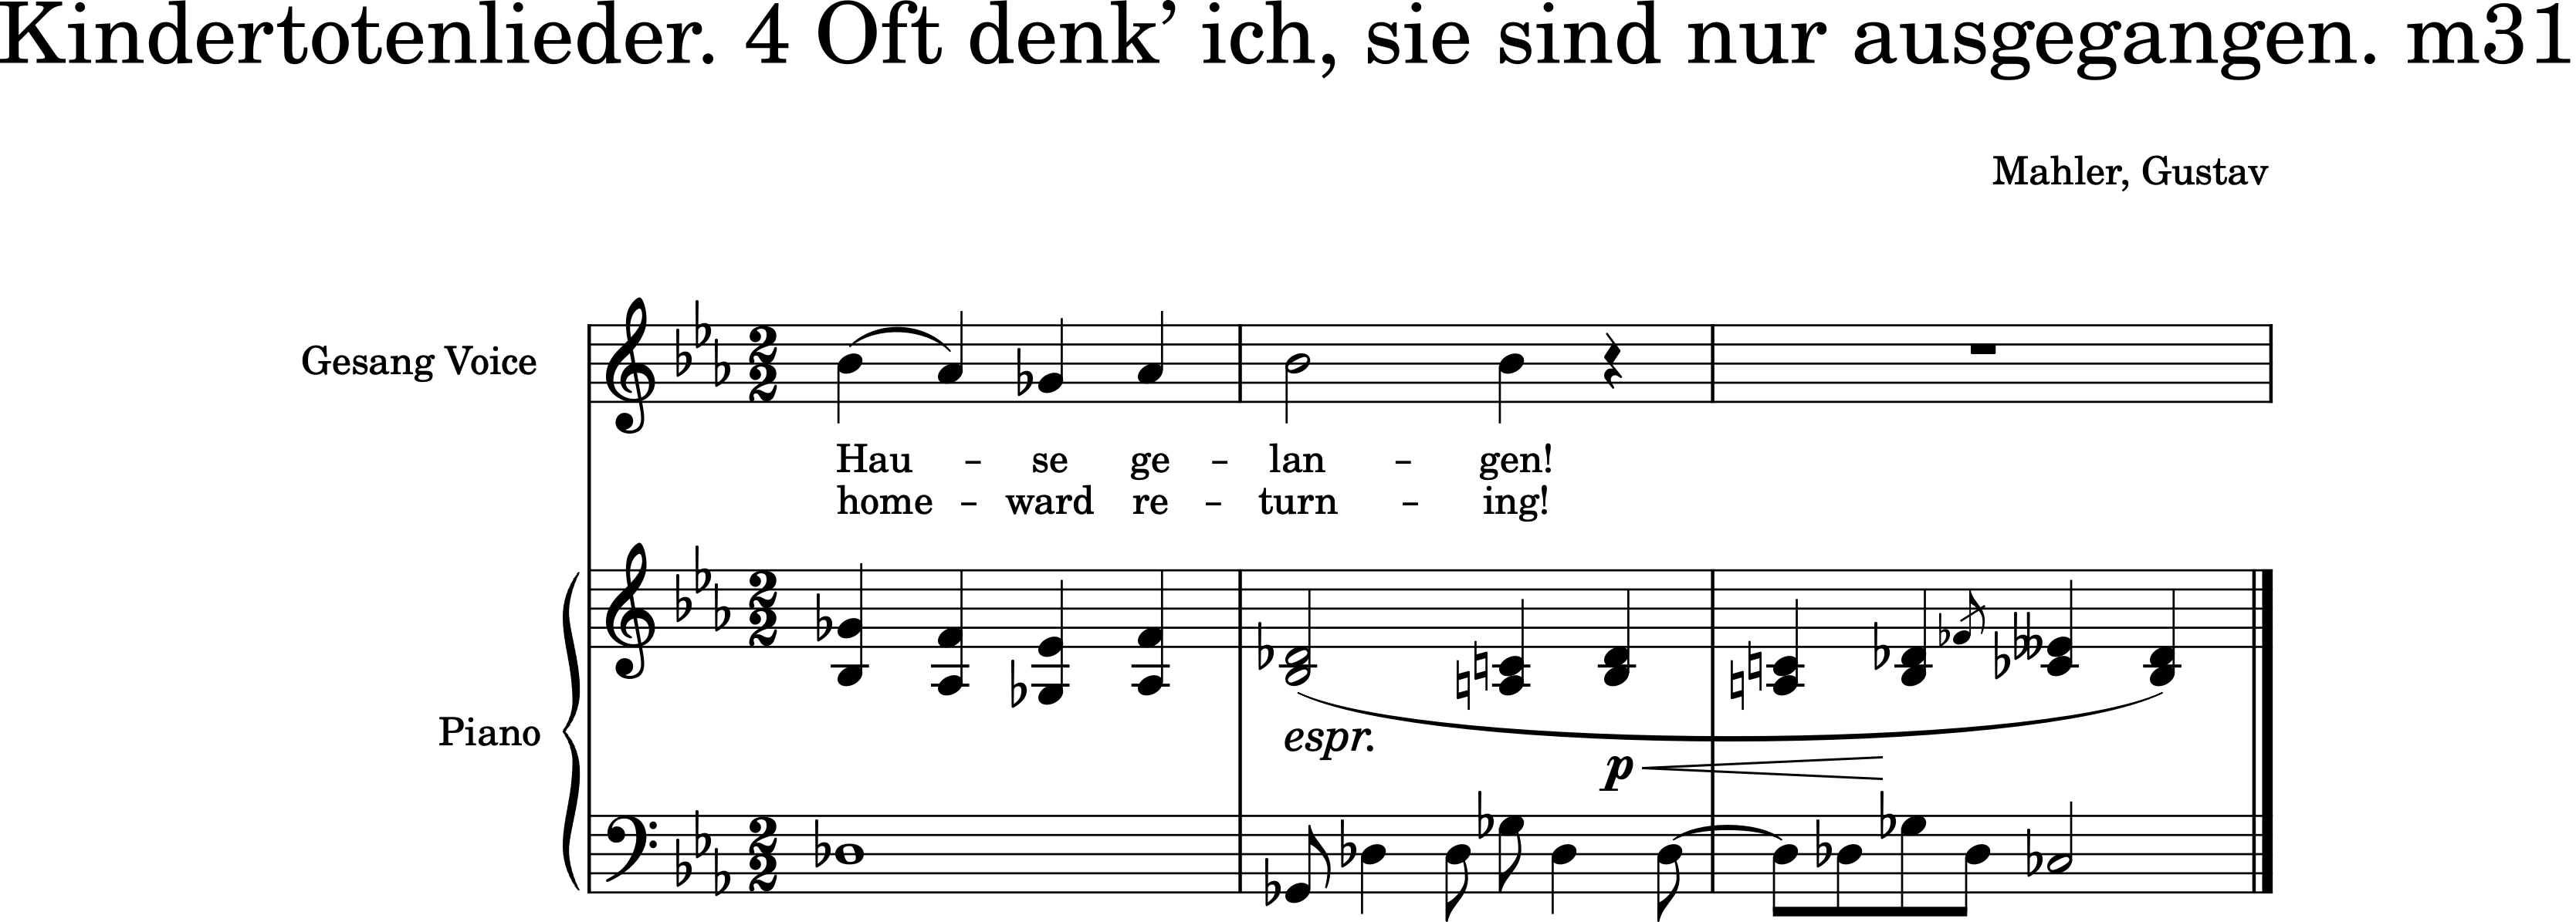 Kindertotenlieder. 4 Oft denk’ ich, sie sind nur ausgegangen. m31
Mahler, Gustav
Gesang Voice
Hau – se ge – lan – gen!
home – ward re – turn – ing!
Piano
espr.
p